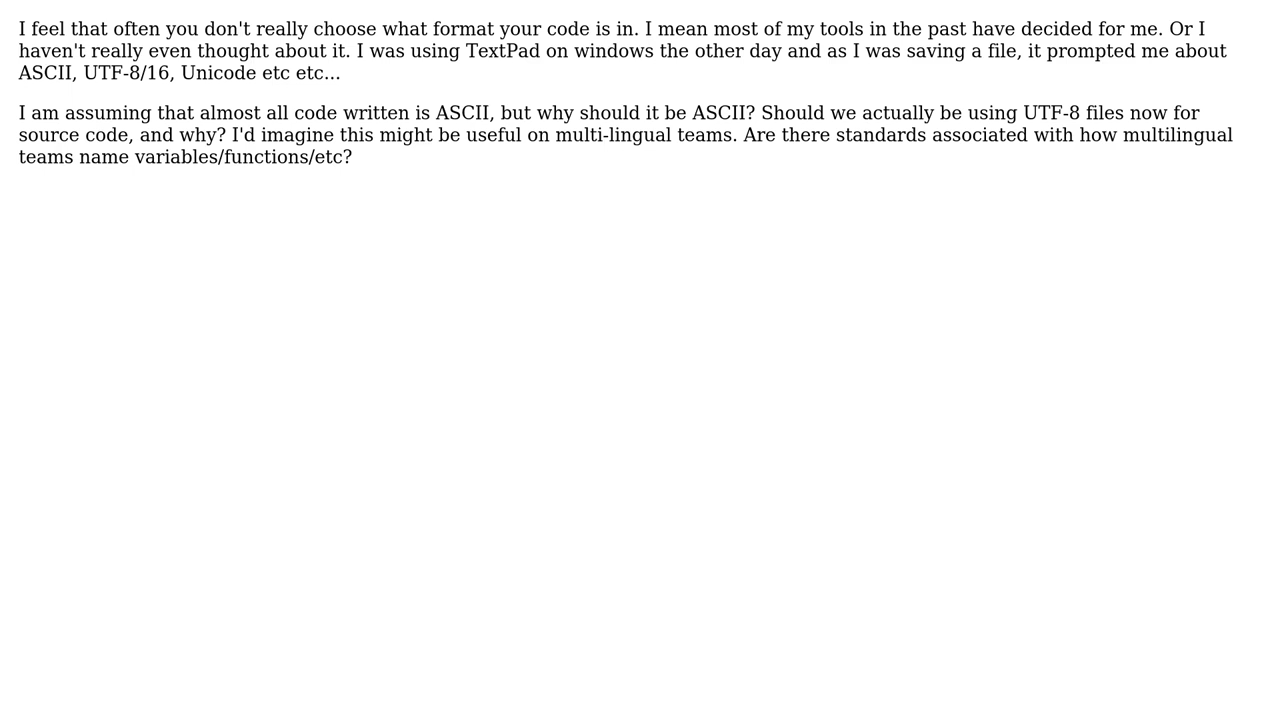 I feel that often you don't really choose what format your code is in. I mean most of my tools in the past have decided for me. Or I
haven't really even thought about it. I was using TextPad on windows the other day and as I was saving a file, it prompted me about
ASCII, UTF-8/16, Unicode etc etc...
I am assuming that almost all code written is ASCII, but why should it be ASCII? Should we actually be using UTF-8 files now for
source code, and why? I'd imagine this might be useful on multi-lingual teams. Are there standards associated with how multilingual
teams name variables/functions/etc?